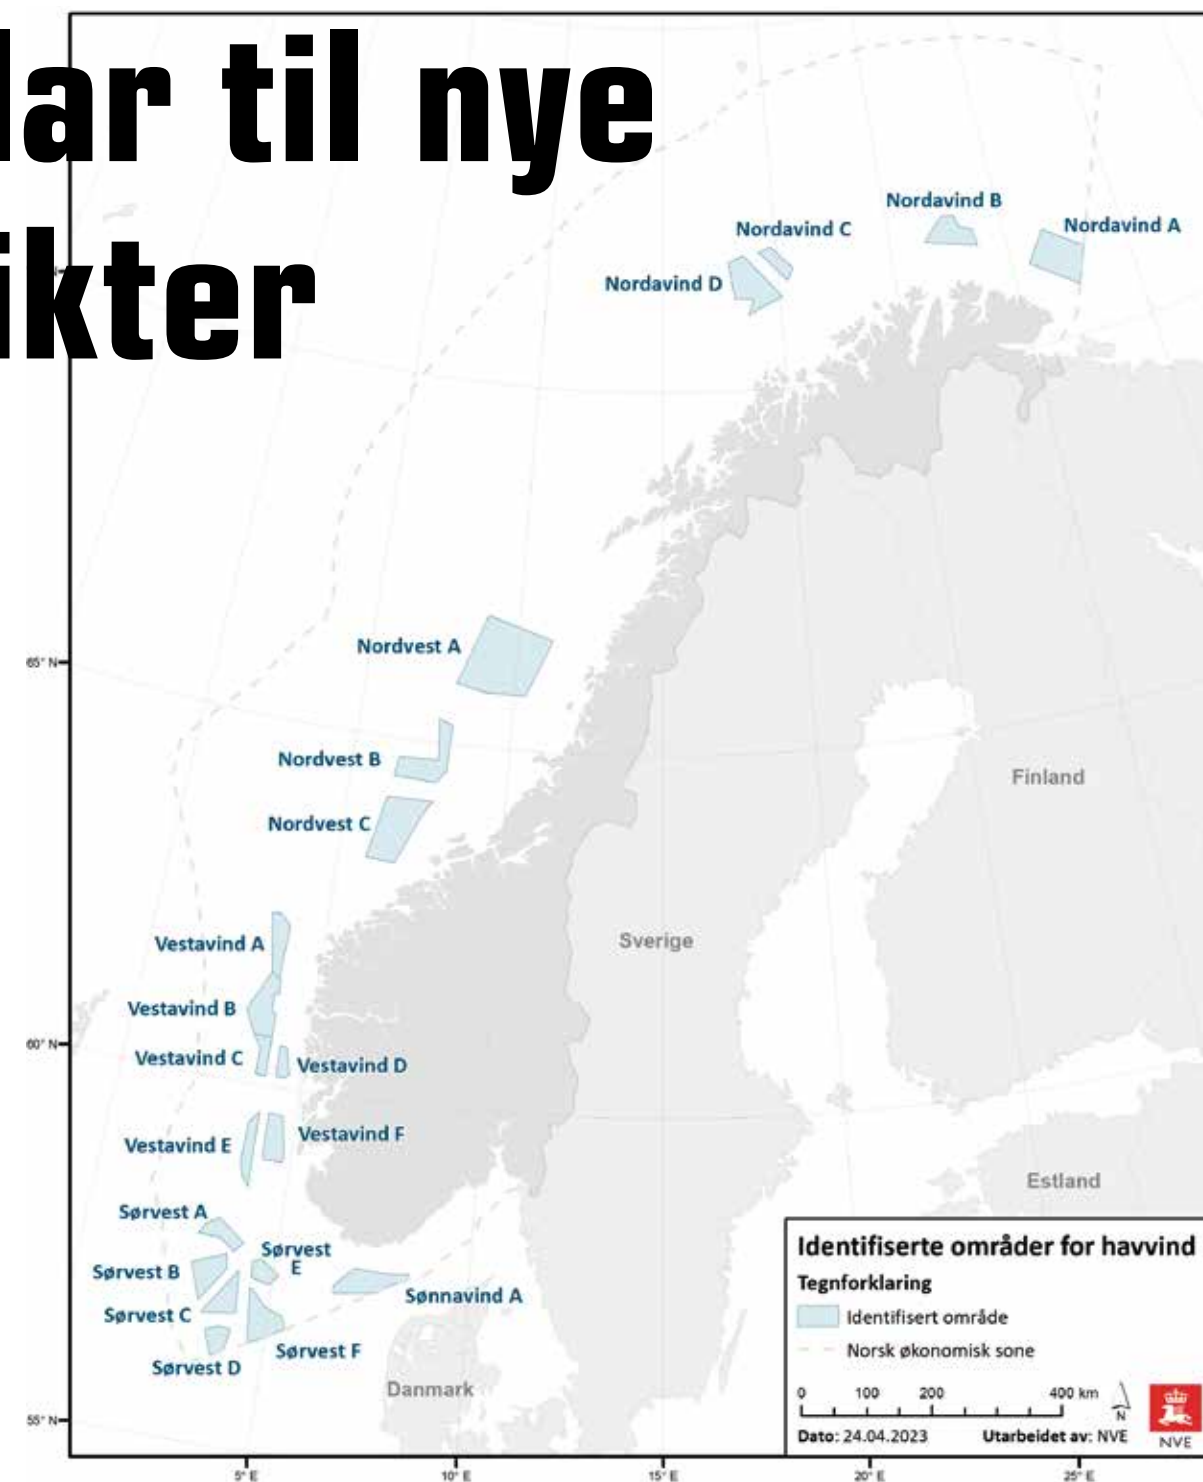 lar til nye
ikter
Nordavind B
Nordavind A
Nordavind C
Nordavind D
Nordvest A
65° N
Nordvest B
Finland
Nordvest C
Sverige
Vestavind A
Vestavind B
60° N
Vestavind C
Vestavind D
Vestavind F
Vestavind E
Estland
Sørvest A
Sørvest
E
Sørvest B
Sønnavind A
Sørvest C
Sørvest F
Sørvest D
Danmark
55° N
Identifiserte områder for havvind
Tegnforklaring
Identifisert område
Norsk økonomisk sone
0 100 200 400 km
N
Dato: 24.04.2023 Utarbeidet av: NVE
NVE
5° E 10° E 15° E 20° E 25° E